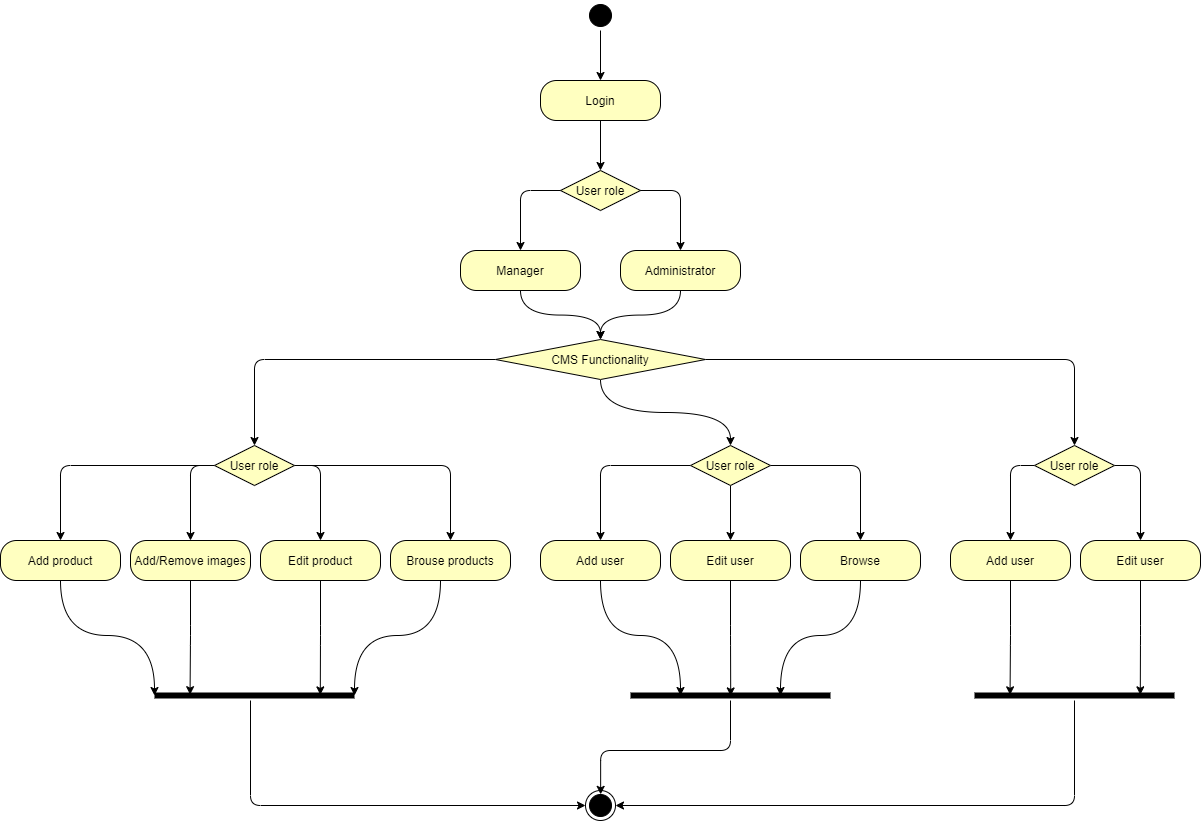 Login
User role
Manager
Administrator
CMS Functionality
User role
User role
User role
Add product
Add/Remove images
Edit product
Brouse products
Add user
Edit user
Browse
Add user
Edit user